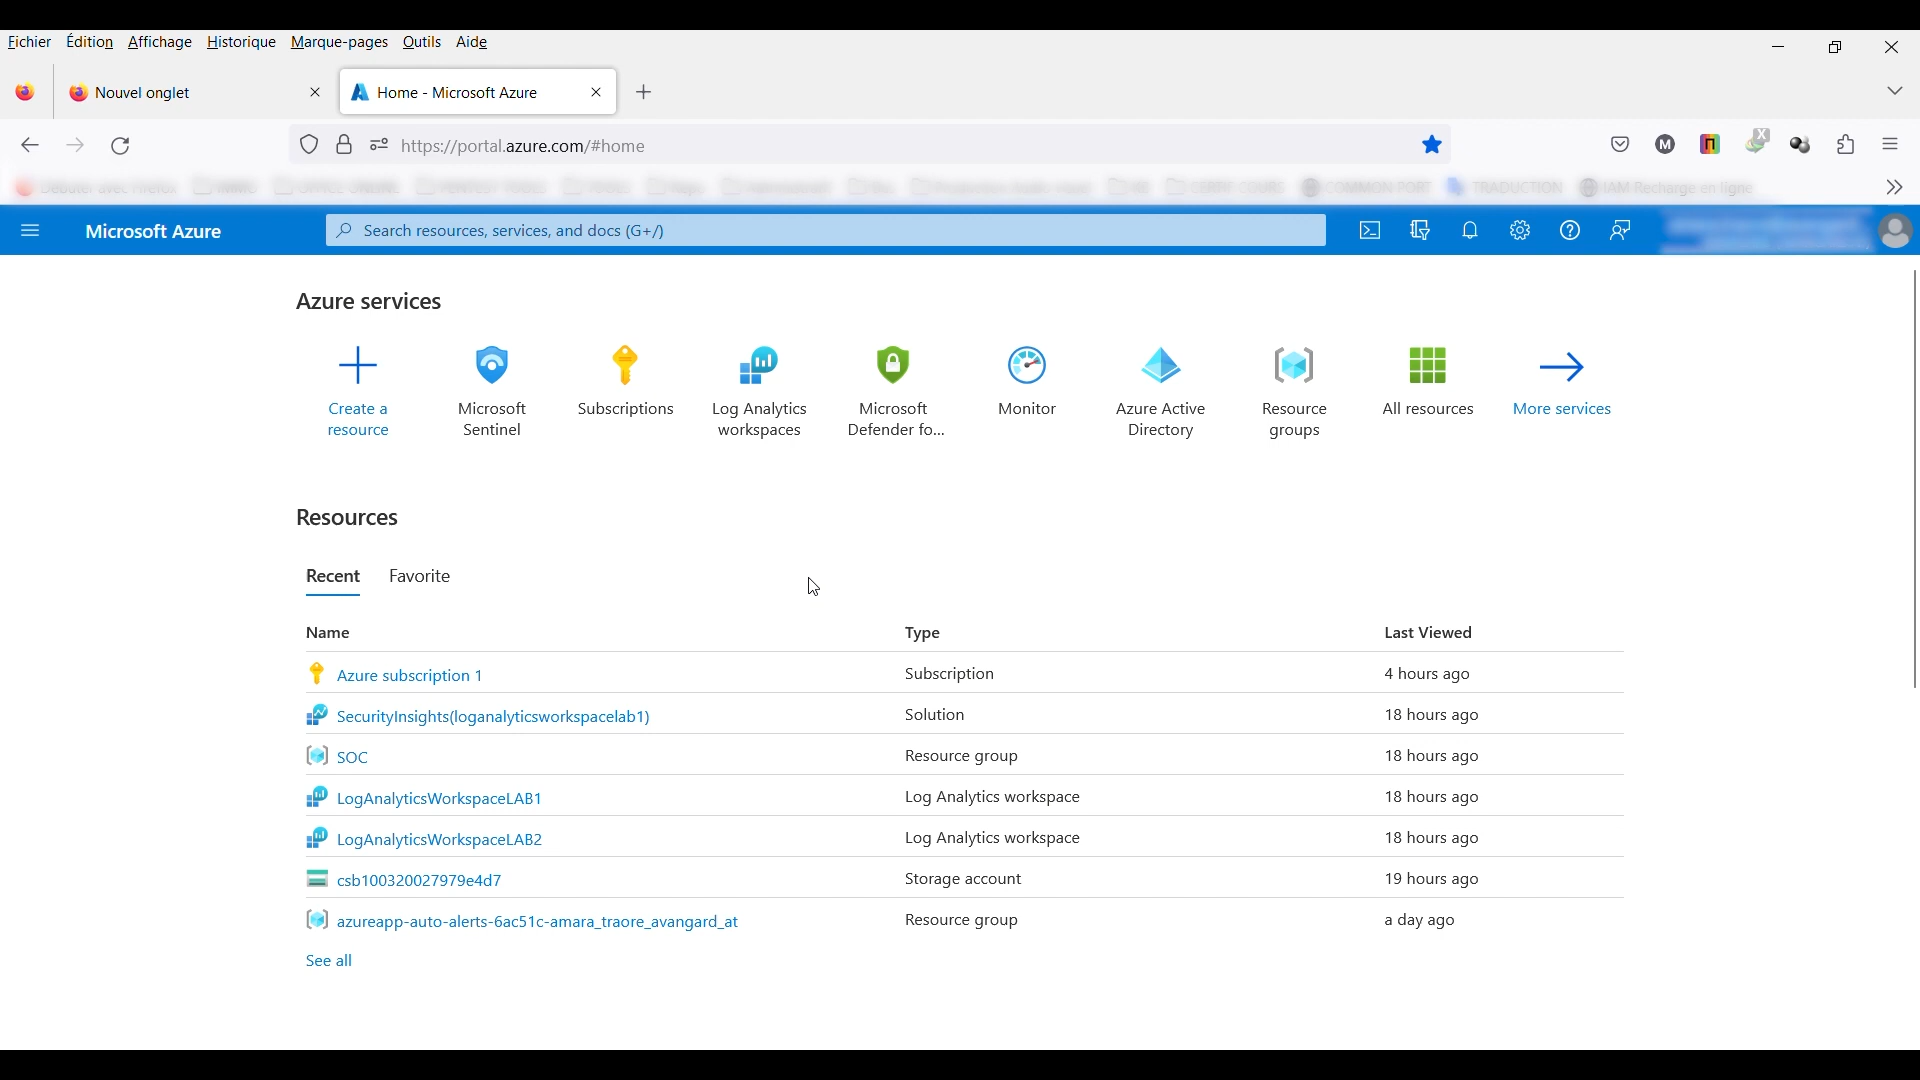 Fichier Édition Affichage Historique Marque-pages Outils Aide
Nouvel onglet
Home - Microsoft Azure
M
X
https://portal.azure.com/#home
COMMON PORT
TRADUCTION
IAM Recharge en ligne
Microsoft Azure
Search resources, services, and docs (G+/)
Azure services
Create a
resource
Microsoft
Sentinel
Subscriptions
Log Analytics
workspaces
Microsoft
Defender fo...
Monitor
Azure Active
Directory
Resource
groups
All resources
More services
Resources
Recent Favorite
Name Type Last Viewed
Azure subscription 1 Subscription 4 hours ago
SecurityInsights(loganalyticsworkspacelab1) Solution 18 hours ago
SOC Resource group 18 hours ago
LogAnalyticsWorkspaceLAB1 Log Analytics workspace 18 hours ago
LogAnalyticsWorkspaceLAB2 Log Analytics workspace 18 hours ago
csb100320027979e4d7 Storage account 19 hours ago
azureapp-auto-alerts-6ac51c-amara_traore_avangard_at Resource group a day ago
See all